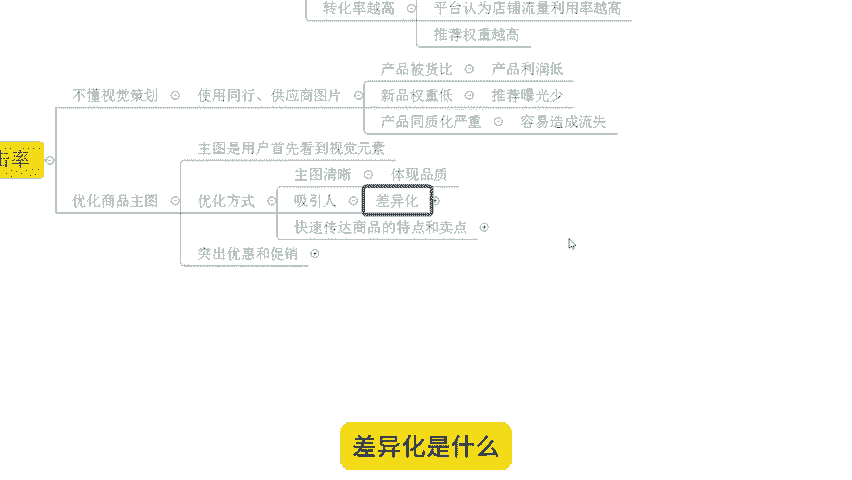 转化率越高 平台认为店铺流量利用率越高
推荐权重越高
产品被货比 产品利润低
不懂视觉策划 使用同行、供应商图片 新品权重低 推荐曝光少
产品同质化严重 容易造成流失
主图是用户首先看到视觉元素
击率
主图清晰 体现品质
优化商品主图 优化方式 吸引人 差异化
快速传达商品的特点和卖点
突出优惠和促销
差异化是什么